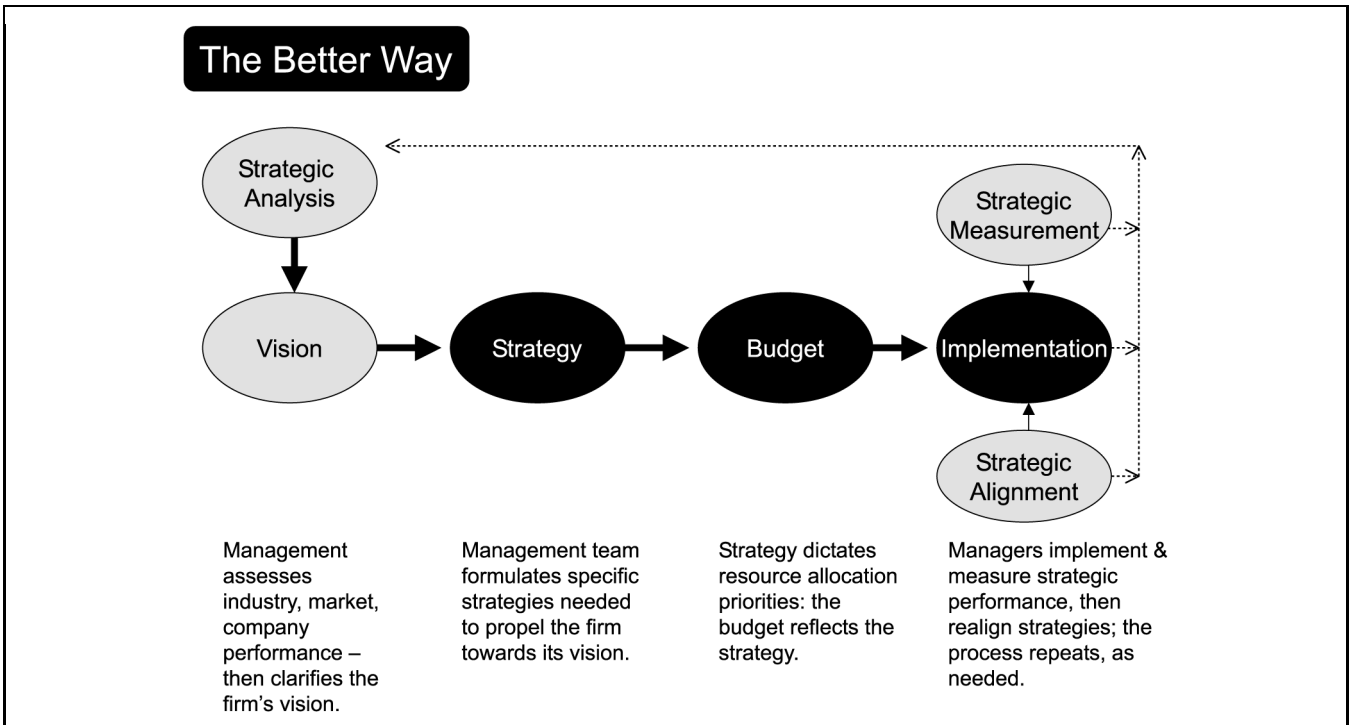 The Better Way
Strategic
Analysis
Strategic
Measurement
Vision
Strategy
Budget
Implementation
Strategic
Alignment
Management
assesses
industry, market,
company
performance –
then clarifies the
firm's vision.
Management team
formulates specific
strategies needed
to propel the firm
towards its vision.
Strategy dictates
resource allocation
priorities: the
budget reflects the
strategy.
Managers implement &
measure strategic
performance, then
realign strategies; the
process repeats, as
needed.